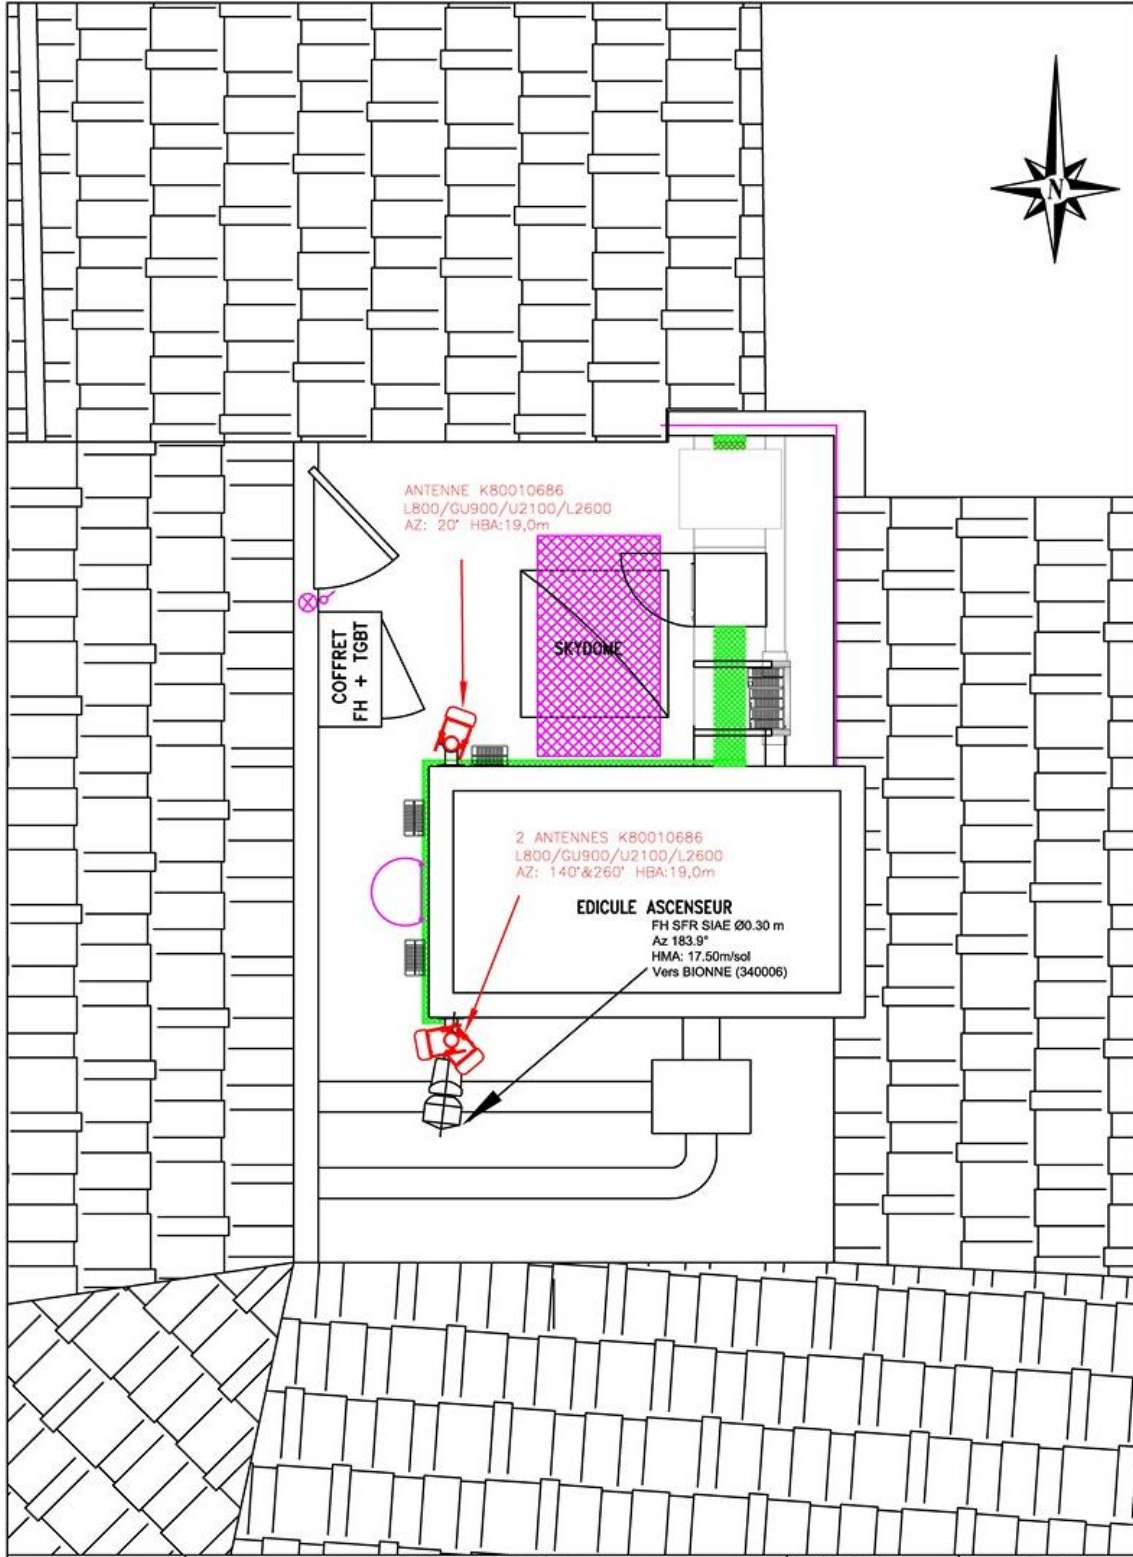 N
ANTENNE K80010686
L800/GU900/U2100/L2600
AZ: 20° HBA:19,0m
COFFRET
FH + TGBT
SKYDOME
2 ANTENNES K80010686
L800/GU900/U2100/L2600
AZ: 140°&260° HBA:19,0m
EDICULE ASCENSEUR
FH SFR SIAE Ø0.30 m
Az 183.9°
HMA: 17.50m/sol
Vers BIONNE (340006)